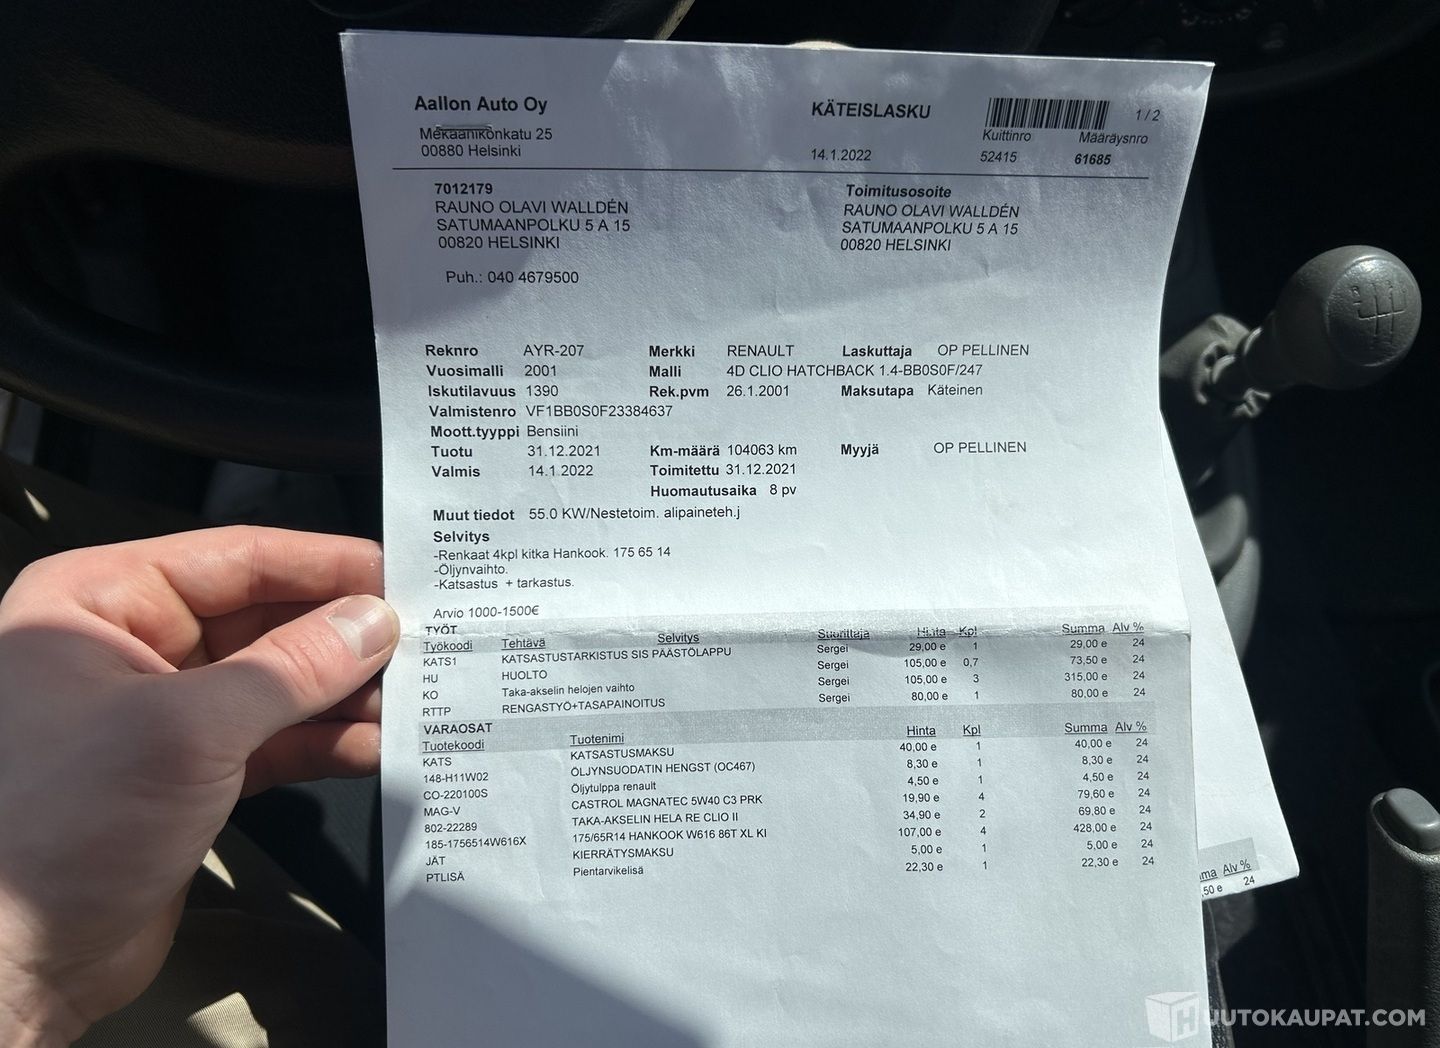 Aallon Auto Oy
Mekaanikonkatu 25
00880 Helsinki
KÄTEISLASKU
14.1.2022
1/2
Kuittinro Määräysnro
52415 61685
7012179
RAUNO OLAVI WALLDÉN
SATUMAANPOLKU 5 A 15
00820 HELSINKI
Puh.: 040 4679500
Toimitusosoite
RAUNO OLAVI WALLDÉN
SATUMAANPOLKU 5 A 15
00820 HELSINKI
Reknro AYR-207 Merkki RENAULT Laskuttaja OP PELLINEN
Vuosimalli 2001 Malli 4D CLIO HATCHBACK 1.4-BB0S0F/247
Iskutilavuus 1390 Rek.pvm 26.1.2001 Maksutapa Käteinen
Valmistenro VF1BB0S0F23384637
Moott.tyyppi Bensiini
Tuotu 31.12.2021 Km-määrä 104063 km Myyjä OP PELLINEN
Valmis 14.1.2022 Toimitettu 31.12.2021
Huomautusaika 8 pv
Muut tiedot 55.0 KW/Nestetoim. alipaineteh.j
Selvitys
-Renkaat 4kpl kitka Hankook. 175 65 14
-Öljynvaihto.
-Katsastus + tarkastus.
Arvio 1000-1500€
TYÖT
Työkoodi Tehtävä Selvitys Suorittaja Hinta Kpl Summa Alv %
KATS1 KATSASTUSTARKISTUS SIS PÄÄSTÖLAPPU Sergei 29,00 e 1 29,00 e 24
HU HUOLTO Sergei 105,00 e 0,7 73,50 e 24
KO Taka-akselin helojen vaihto Sergei 105,00 e 3 315,00 e 24
RTTP RENGASTYÖ+TASAPAINOITUS Sergei 80,00 e 1 80,00 e 24
VARAOSAT
Tuotekoodi Tuotenimi Hinta Kpl Summa Alv %
KATS KATSASTUSMAKSU 40,00 e 1 40,00 e 24
148-H11W02 ÖLJYNSUODATIN HENGST (OC467) 8,30 e 1 8,30 e 24
CO-220100S Öljytulppa renault 4,50 e 1 4,50 e 24
MAG-V CASTROL MAGNATEC 5W40 C3 PRK 19,90 e 4 79,60 e 24
802-22289 TAKA-AKSELIN HELA RE CLIO II 34,90 e 2 69,80 e 24
185-1756514W616X 175/65R14 HANKOOK W616 86T XL KI 107,00 e 4 428,00 e 24
JÄT KIERRÄTYSMAKSU 5,00 e 1 5,00 e 24
PTLISÄ Pientarvikelisä 22,30 e 1 22,30 e 24
ma Alv %
,50 e 24
HUUTOKAUPAT.COM